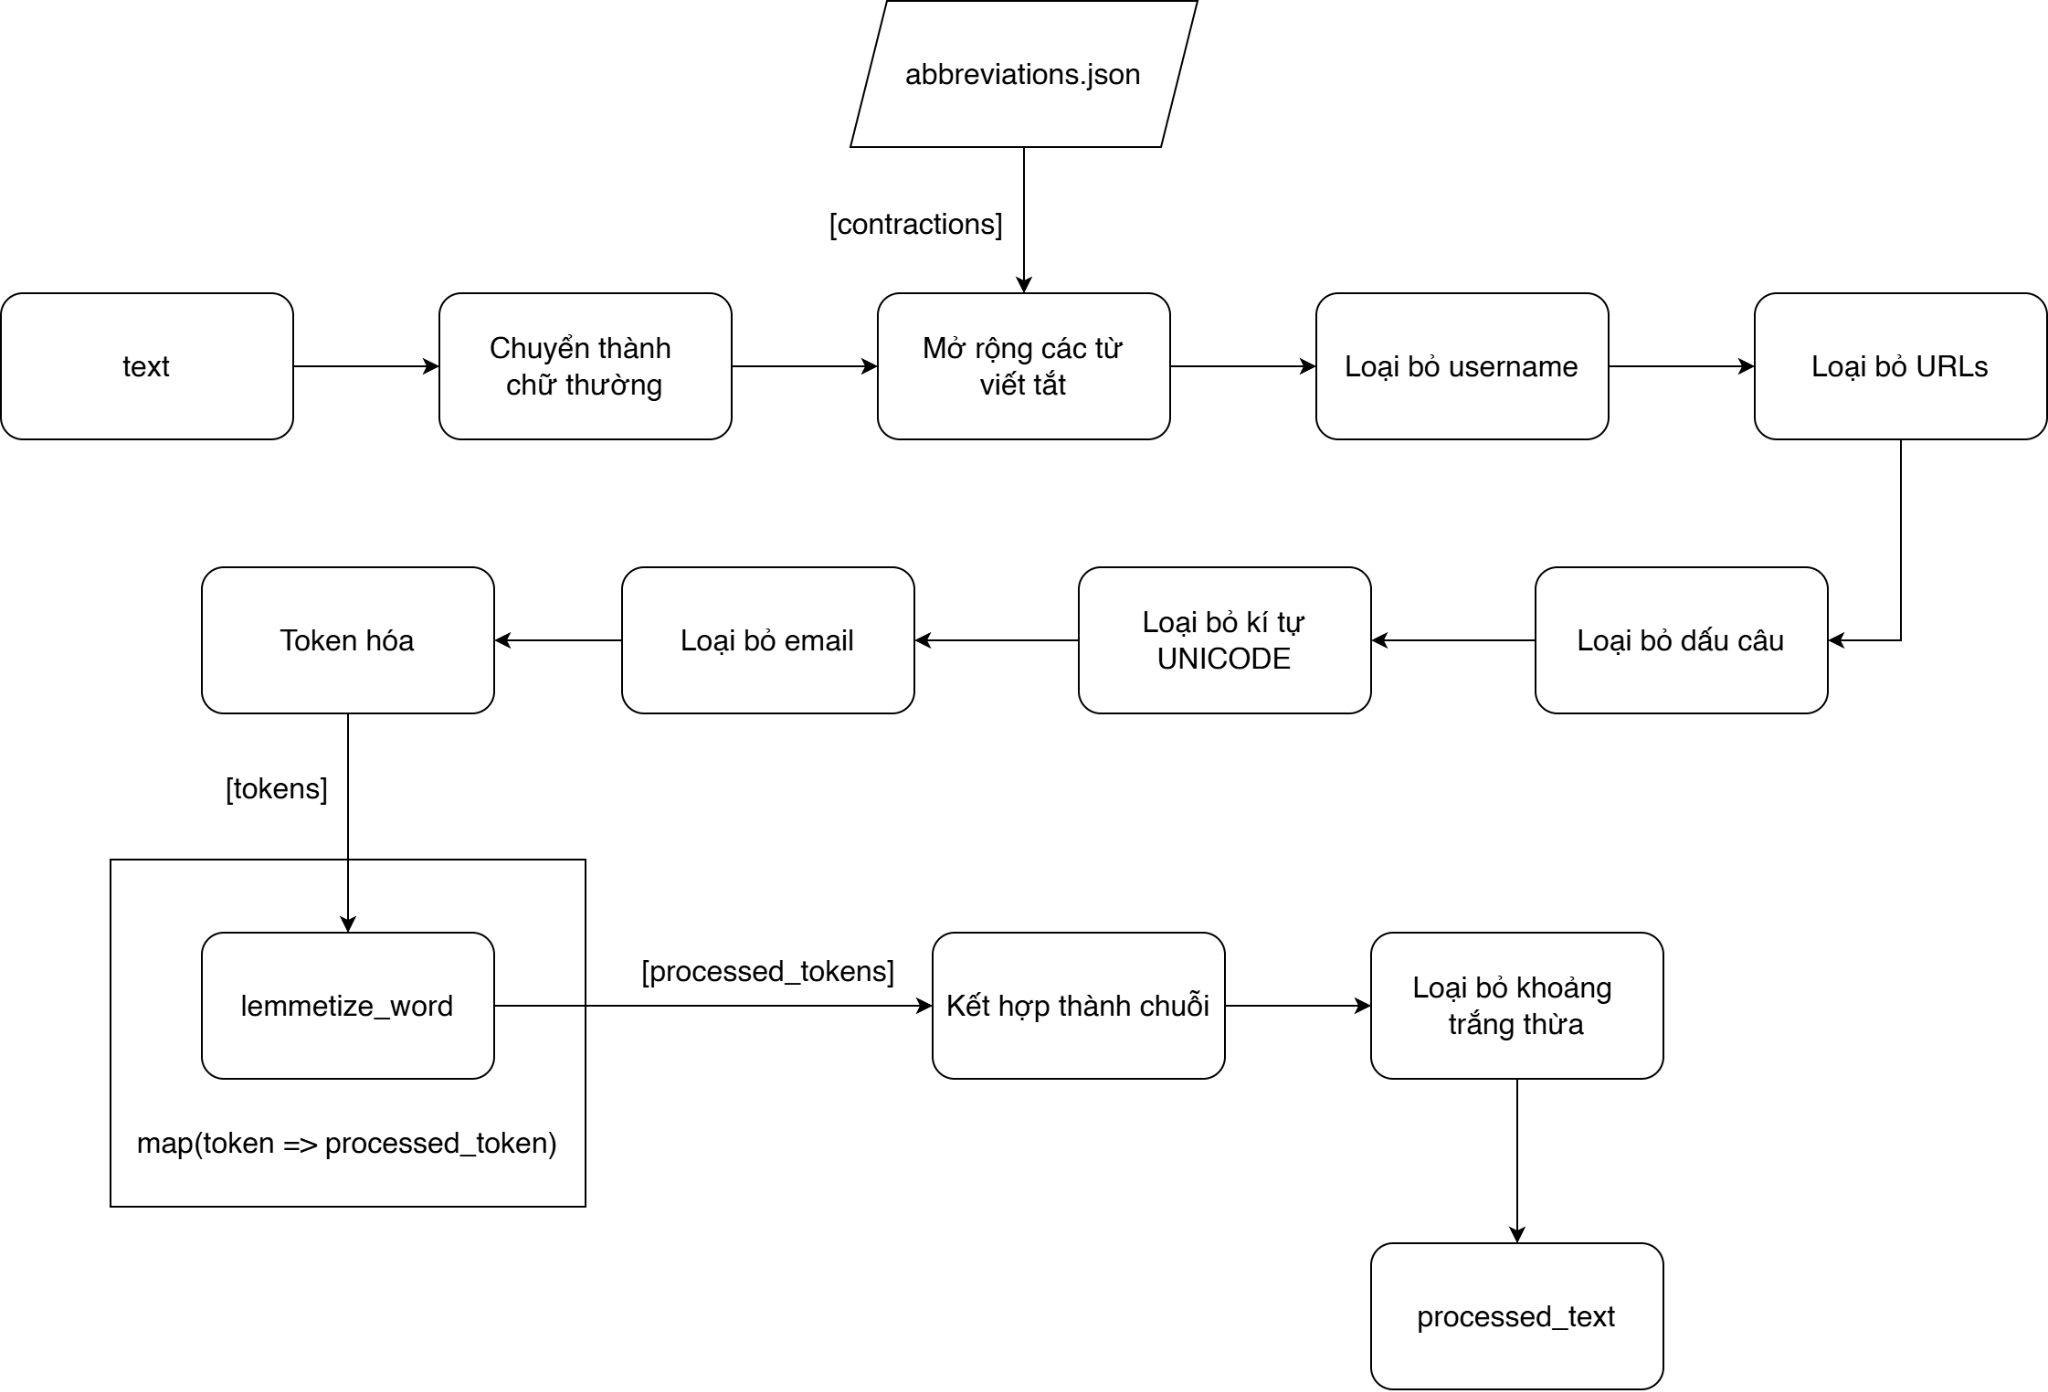 abbreviations.json
[contractions]
text
Chuyển thành
chữ thường
Mở rộng các từ
viết tắt
Loại bỏ username
Loại bỏ URLs
Loại bỏ dấu câu
Loại bỏ kí tự
UNICODE
Loại bỏ email
Token hóa
[tokens]
lemmetize_word
map(token => processed_token)
[processed_tokens]
Kết hợp thành chuỗi
Loại bỏ khoảng
trắng thừa
processed_text